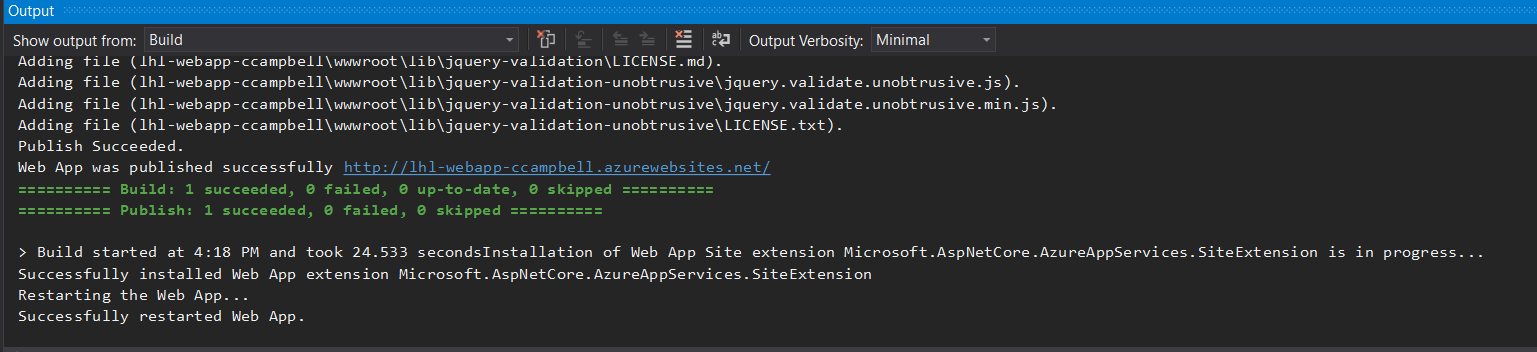 Output
Show output from: Build Output Verbosity: Minimal
Adding file (lhl-webapp-ccampbell\wwwroot\lib\jquery-validation\LICENSE.md).
Adding file (lhl-webapp-ccampbell\wwwroot\lib\jquery-validation-unobtrusive\jquery.validate.unobtrusive.js).
Adding file (lhl-webapp-ccampbell\wwwroot\lib\jquery-validation-unobtrusive\jquery.validate.unobtrusive.min.js).
Adding file (lhl-webapp-ccampbell\wwwroot\lib\jquery-validation-unobtrusive\LICENSE.txt).
Publish Succeeded.
Web App was published successfully http://lhl-webapp-ccampbell.azurewebsites.net/
========== Build: 1 succeeded, 0 failed, 0 up-to-date, 0 skipped ==========
========== Publish: 1 succeeded, 0 failed, 0 skipped ==========
> Build started at 4:18 PM and took 24.533 secondsInstallation of Web App Site extension Microsoft.AspNetCore.AzureAppServices.SiteExtension is in progress...
Successfully installed Web App extension Microsoft.AspNetCore.AzureAppServices.SiteExtension
Restarting the Web App...
Successfully restarted Web App.